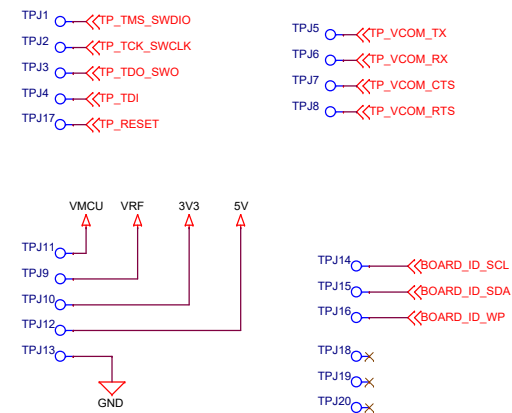 TPJ1 TP_TMS_SWDIO
TPJ2 TP_TCK_SWCLK
TPJ3 TP_TDO_SWO
TPJ4 TP_TDI
TPJ17 TP_RESET
TPJ5 TP_VCOM_TX
TPJ6 TP_VCOM_RX
TPJ7 TP_VCOM_CTS
TPJ8 TP_VCOM_RTS
VMCU VRF 3V3 5V
TPJ11
TPJ9
TPJ10
TPJ12
TPJ13
GND
TPJ14 BOARD_ID_SCL
TPJ15 BOARD_ID_SDA
TPJ16 BOARD_ID_WP
TPJ18
TPJ19
TPJ20